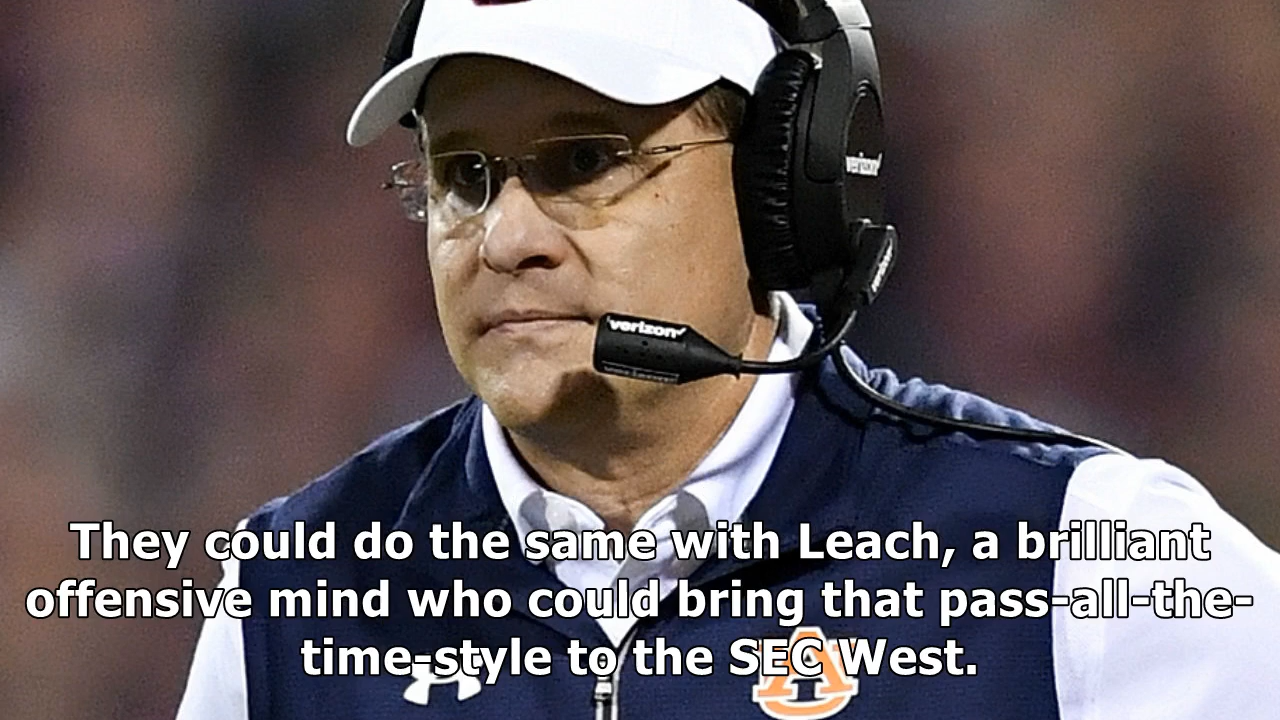 verizon✓
verizon✓
verizon✓
They could do the same with Leach, a brilliant
offensive mind who could bring that pass-all-the-
time-style to the SEC West.